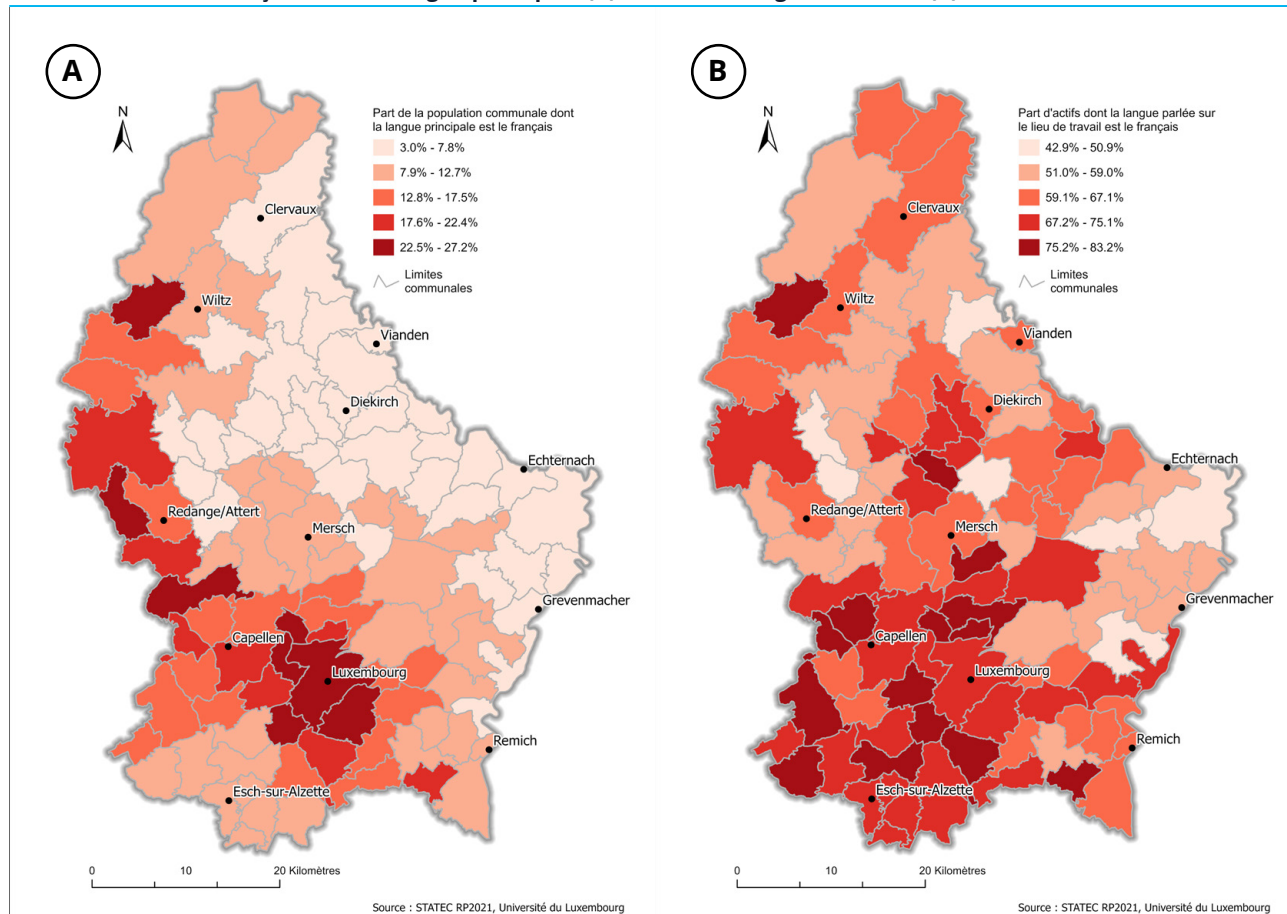 A
N
Part de la population communale dont
la langue principale est le français
3.0% - 7.8%
7.9% - 12.7%
12.8% - 17.5%
17.6% - 22.4%
22.5% - 27.2%
Limites
communales
Clervaux
Wiltz
Vianden
Diekirch
Echternach
Redange/Attert
Mersch
Grevenmacher
Capellen
Luxembourg
Remich
Esch-sur-Alzette
0 10 20 Kilomètres
Source : STATEC RP2021, Université du Luxembourg
B
N
Part d'actifs dont la langue parlée sur
le lieu de travail est le français
42.9% - 50.9%
51.0% - 59.0%
59.1% - 67.1%
67.2% - 75.1%
75.2% - 83.2%
Limites
communales
Clervaux
Wiltz
Vianden
Diekirch
Echternach
Redange/Attert
Mersch
Grevenmacher
Capellen
Luxembourg
Remich
Esch-sur-Alzette
0 10 20 Kilomètres
Source : STATEC RP2021, Université du Luxembourg